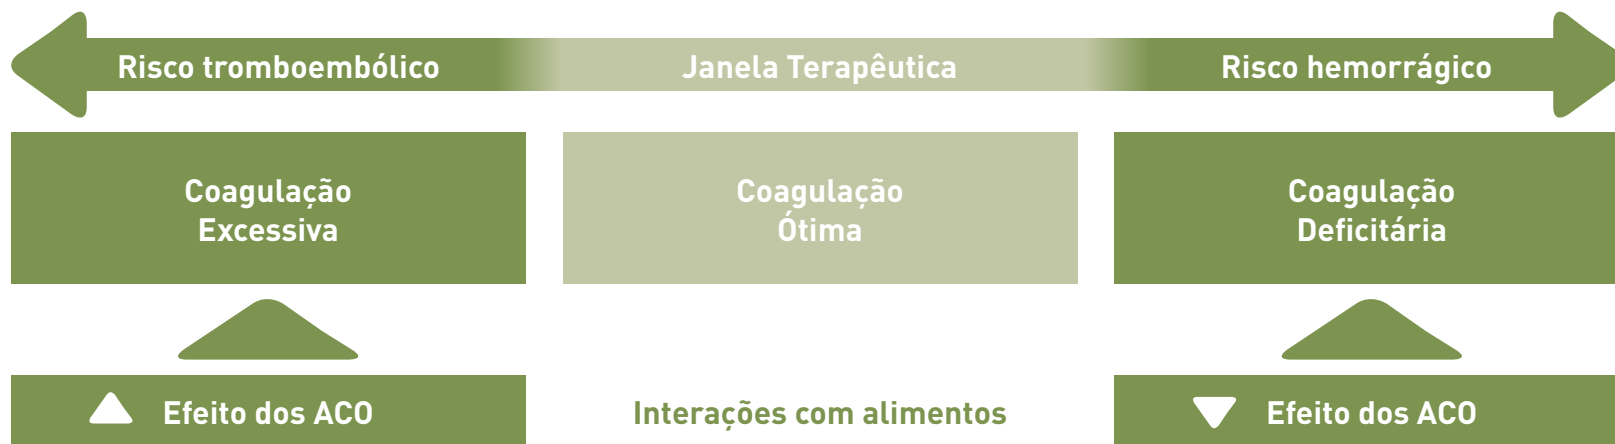 Risco tromboembólico
Janela Terapêutica
Risco hemorrágico
Coagulação
Excessiva
Coagulação
Ótima
Coagulação
Deficitária
Efeito dos ACO
Interações com alimentos
Efeito dos ACO